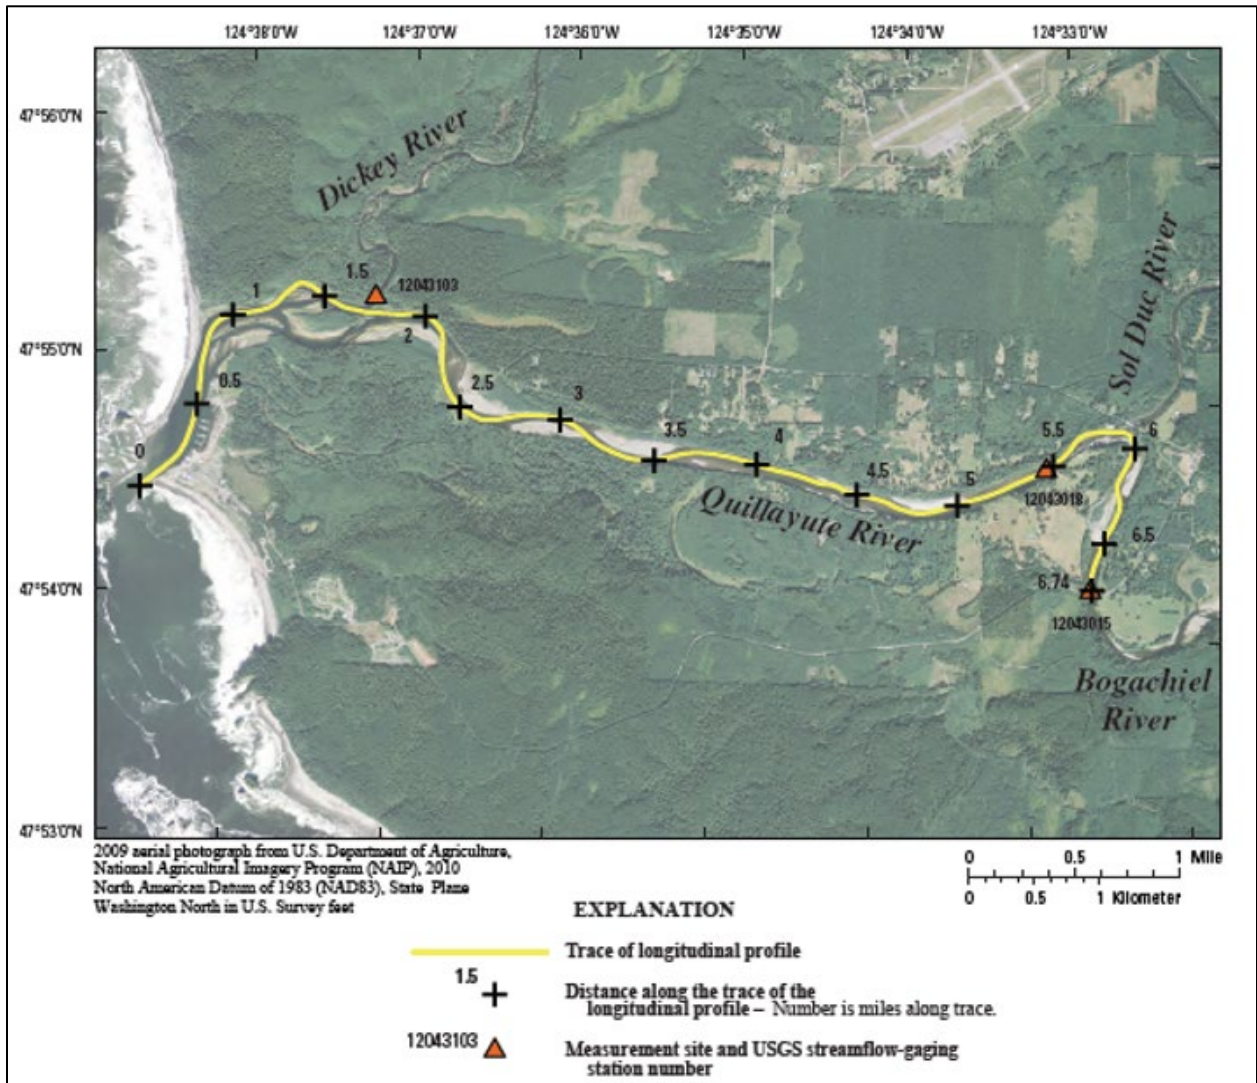 124°38'0"W
124°37'0"W
124°36'0"W
124°35'0"W
124°34'0"W
124°33'0"W
47°56'0"N
47°55'0"N
47°54'0"N
47°53'0"N
Dickey River
Sol Duc River
Quillayute River
Bogachiel
River
0
0.5
1
1.5
12043103
2
2.5
3
3.5
4
4.5
5
5.5
12043018
6
6.5
6.74
12043015
2009 aerial photograph from U.S. Department of Agriculture,
National Agricultural Imagery Program (NAIP), 2010
North American Datum of 1983 (NAD83), State Plane
Washington North in U.S. Survey feet
0 0.5 1 Mile
0 0.5 1 Kilometer
EXPLANATION
Trace of longitudinal profile
1.5
Distance along the trace of the
longitudinal profile – Number is miles along trace.
12043103
Measurement site and USGS streamflow-gaging
station number